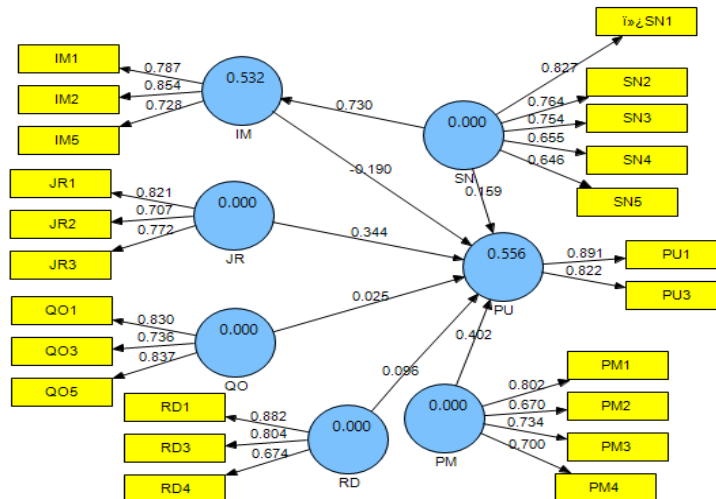 ï»¿SN1
IM1
0.787
0.532
0.827
IM2
0.854
SN2
0.764
0.730
0.000
0.754
SN3
IM5
0.728
IM
0.655
SN4
-0.190
SN
0.646
0.159
SN5
JR1
0.821
0.000
JR2
0.707
0.344
0.772
JR3
JR
0.556
0.891
PU1
0.822
PU3
PU
QO1
0.830
0.025
0.000
QO3
0.736
0.402
0.837
QO5
QO
0.096
PM1
0.802
RD1
0.882
0.000
0.670
PM2
0.000
0.734
RD3
0.804
PM3
0.674
0.700
RD4
RD
PM
PM4